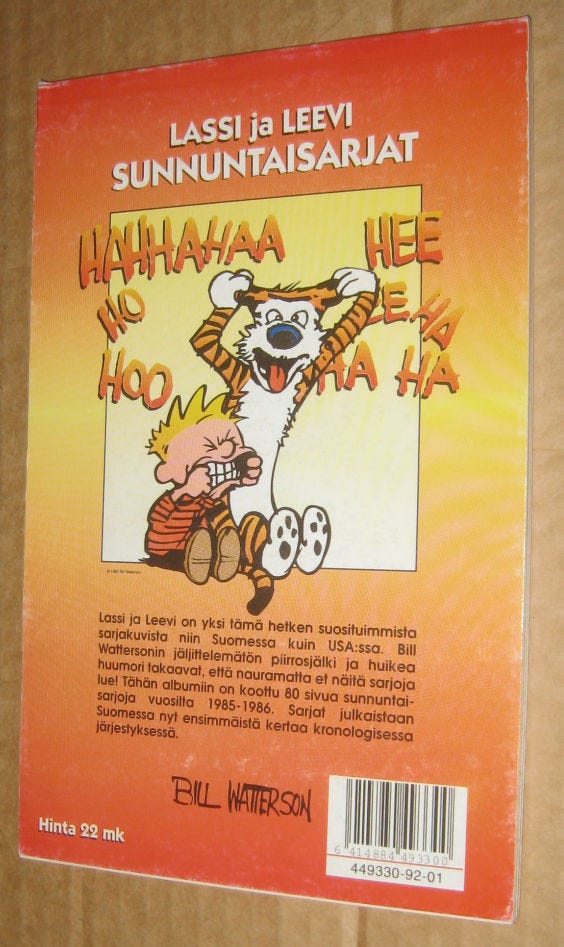 LASSI ja LEEVI
SUNNUNTAISARJAT
HAHHAHAA HEE
HO EE HA
HOO HA HA
Lassi ja Leevi on yksi tämä hetken suosituimmista
sarjakuvista niin Suomessa kuin USA:ssa. Bill
Wattersonin jäljittelemätön piirrosjälki ja huikea
huumori takaavat, että nauramatta et näitä sarjoja
lue! Tähän albumiin on koottu 80 sivua sunnuntai-
sarjoja vuosilta 1985-1986. Sarjat julkaistaan
Suomessa nyt ensimmäistä kertaa kronologisessa
järjestyksessä.
BILL WATTERSON
Hinta 22 mk
6 414884 493300
449330-92-01